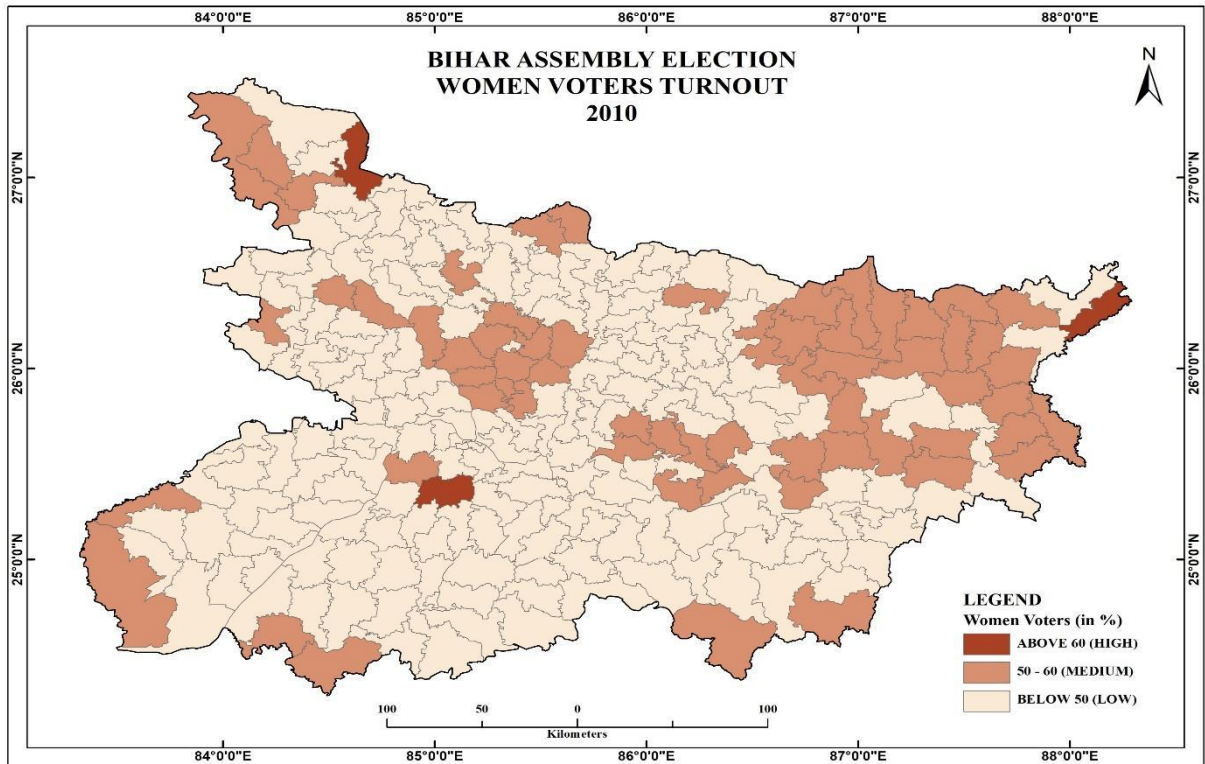 84°0'0"E 85°0'0"E 86°0'0"E 87°0'0"E 88°0'0"E
BIHAR ASSEMBLY ELECTION
WOMEN VOTERS TURNOUT
2010
N
27°0'0"N 27°0'0"N
26°0'0"N 26°0'0"N
25°0'0"N 25°0'0"N
LEGEND
Women Voters (in %)
ABOVE 60 (HIGH)
50 - 60 (MEDIUM)
BELOW 50 (LOW)
100 50 0 100
Kilometers
84°0'0"E 85°0'0"E 86°0'0"E 87°0'0"E 88°0'0"E